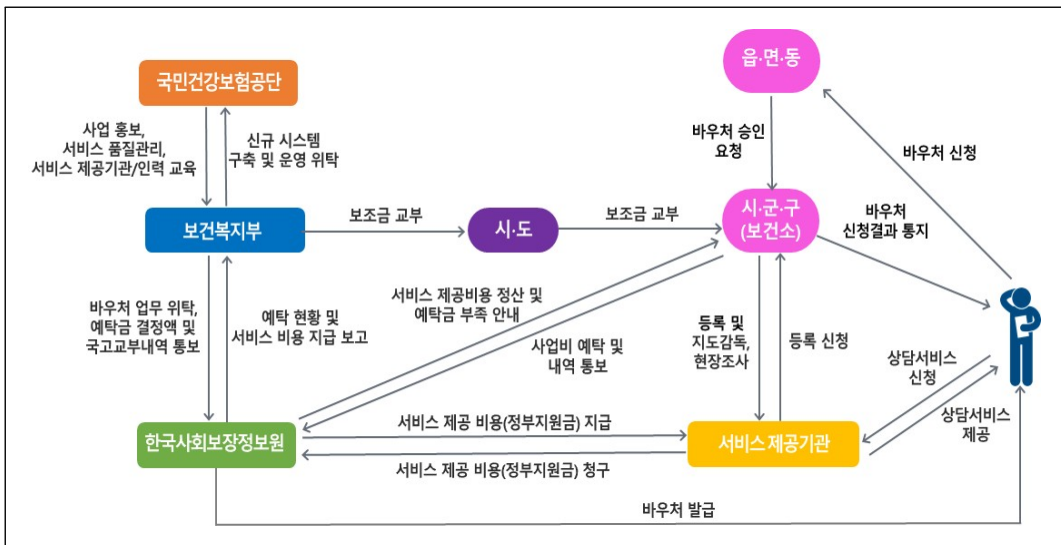 읍·면·동
국민건강보험공단
사업 홍보,
서비스 품질관리,
서비스 제공기관/인력 교육
신규 시스템
구축 및 운영 위탁
바우처 승인
요청
바우처 신청
보건복지부
보조금 교부
시·도
보조금 교부
시·군·구
(보건소)
바우처
신청결과 통지
바우처 업무 위탁,
예탁금 결정액 및
국고교부내역 통보
예탁 현황 및
서비스 비용 지급 보고
서비스 제공비용 정산 및
예탁금 부족 안내
사업비 예탁 및
내역 통보
등록 및
지도감독,
현장조사
등록 신청
상담서비스
신청
상담서비스
제공
한국사회보장정보원
서비스 제공 비용(정부지원금) 지급
서비스 제공 비용(정부지원금) 청구
서비스 제공기관
바우처 발급